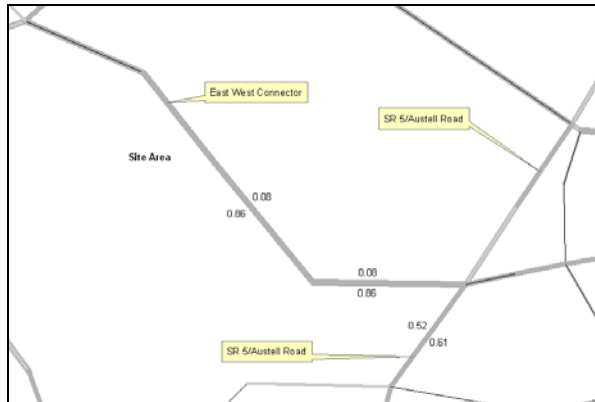 East West Connector
SR 5/Austell Road
Site Area
0.08
0.86
0.08
0.86
0.52
0.61
SR 5/Austell Road